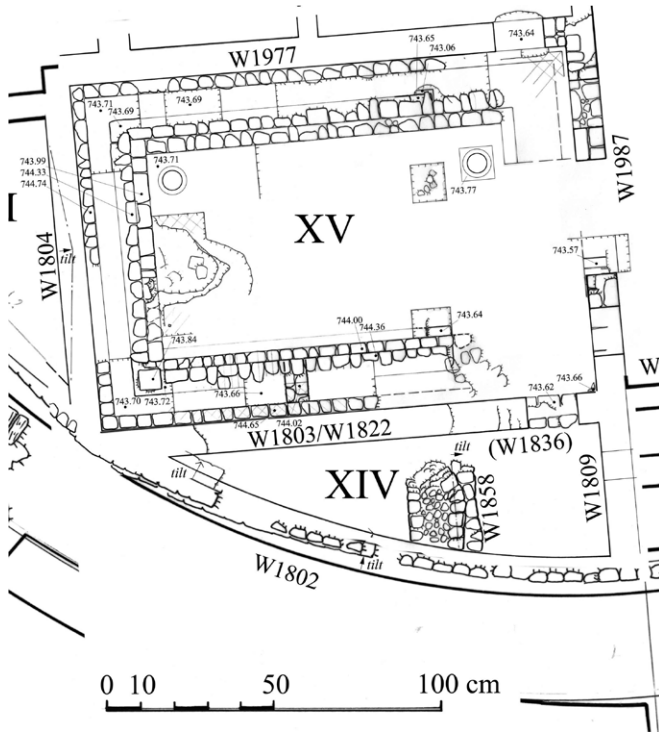 743.65
743.06
743.64
W1977
743.71
743.69
743.69
743.99
744.33
744.74
743.71
743.77
W1987
I
XV
W1804
tilt
743.57
744.00
744.36
743.64
743.84
743.70
743.72
743.66
744.65
744.02
743.62
743.66
W
W1803/W1822
(W1836)
tilt
tilt
XIV
W1858
W1809
W1802
tilt
0 10 50 100 cm